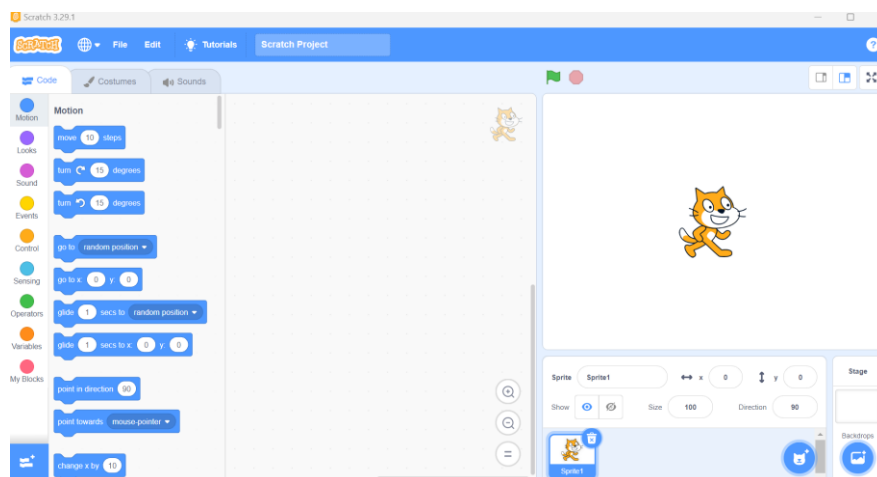 Scratch 3.29.1
SCRATCH File Edit Tutorials Scratch Project ?
Code Costumes Sounds
Motion
Looks
Sound
Events
Control
Sensing
Operators
Variables
My Blocks
Motion
move 10 steps
turn 15 degrees
turn 15 degrees
go to random position
go to x: 0 y: 0
glide 1 secs to random position
glide 1 secs to x: 0 y: 0
point in direction 90
point towards mouse-pointer
change x by 10
Sprite Sprite1 x 0 y 0
Show Size 100 Direction 90
Sprite1
Stage
Backdrops